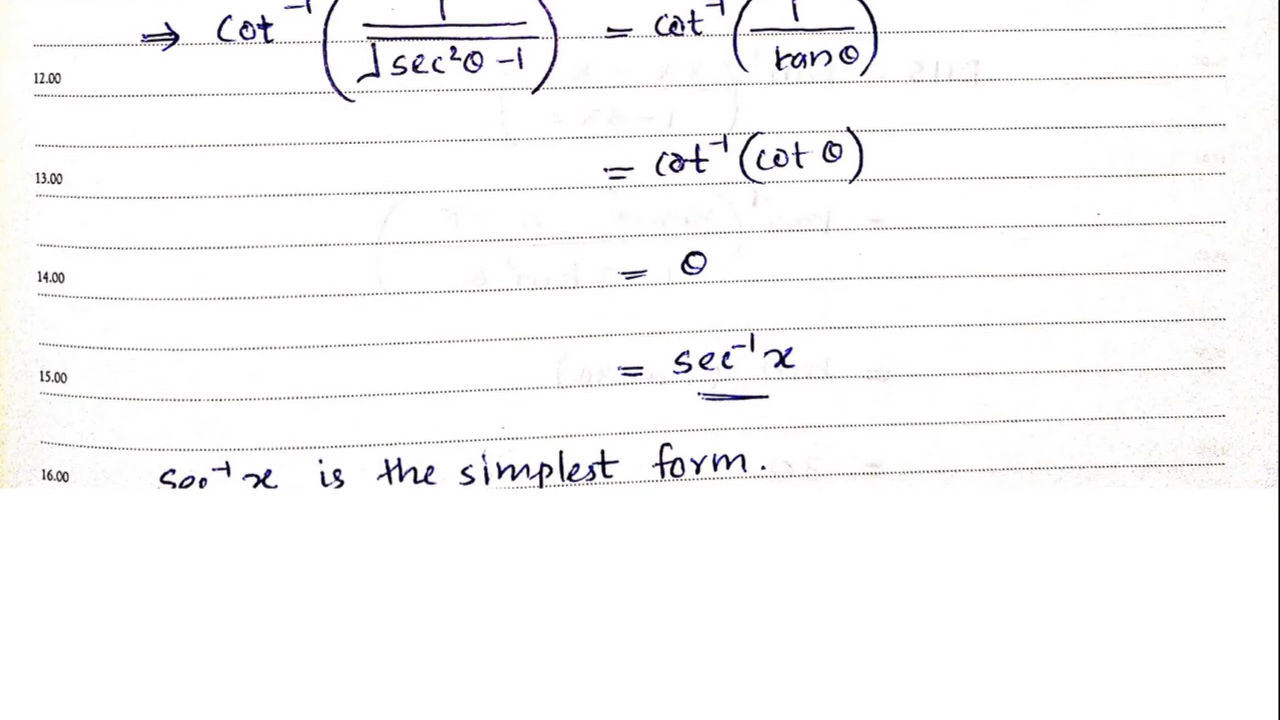 ⇒ cot⁻¹(1/√sec²θ -1) = cot⁻¹(1/tanθ)
12.00
= cot⁻¹(cot θ)
13.00
= θ
14.00
= sec⁻¹x
15.00
sec⁻¹x is the simplest form.
16.00